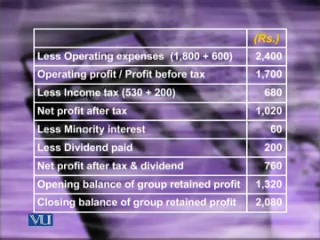 (Rs.)
Less Operating expenses (1,800 + 600) 2,400
Operating profit / Profit before tax 1,700
Less Income tax (530 + 200) 680
Net profit after tax 1,020
Less Minority interest 60
Less Dividend paid 200
Net profit after tax & dividend 760
Opening balance of group retained profit 1,320
Closing balance of group retained profit 2,080
VU